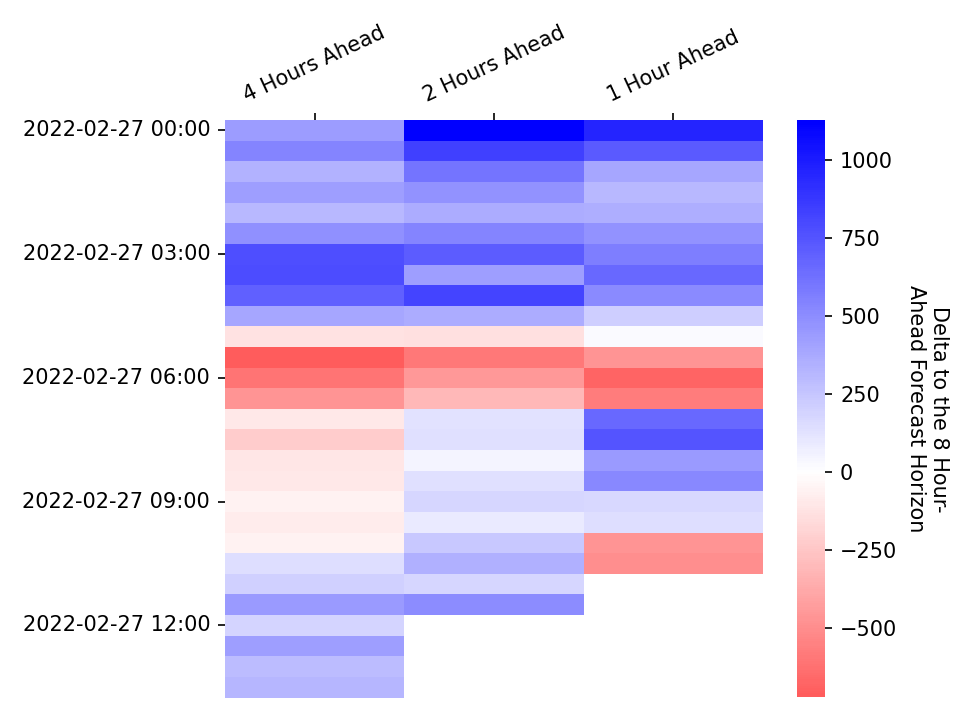 4 Hours Ahead
2 Hours Ahead
1 Hour Ahead
2022-02-27 00:00
2022-02-27 03:00
2022-02-27 06:00
2022-02-27 09:00
2022-02-27 12:00
1000
750
500
250
0
−250
−500
Delta to the 8 Hour-
Ahead Forecast Horizon